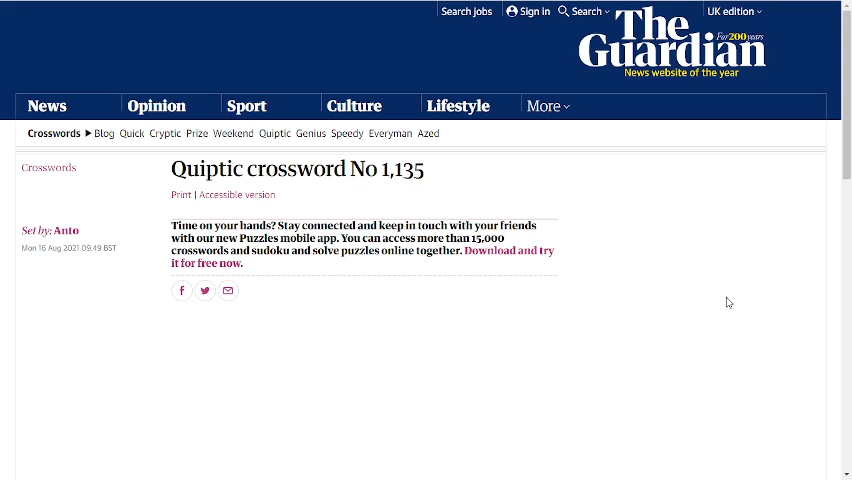 Search jobs
Sign in
Search
UK edition
The
Guardian
For 200 years
News website of the year
News
Opinion
Sport
Culture
Lifestyle
More
Crosswords
Blog
Quick
Cryptic
Prize
Weekend
Quiptic
Genius
Speedy
Everyman
Azed
Crosswords
Quiptic crossword No 1,135
Print | Accessible version
Set by: Anto
Mon 16 Aug 2021 09.49 BST
Time on your hands? Stay connected and keep in touch with your friends
with our new Puzzles mobile app. You can access more than 15,000
crosswords and sudoku and solve puzzles online together. Download and try
it for free now.